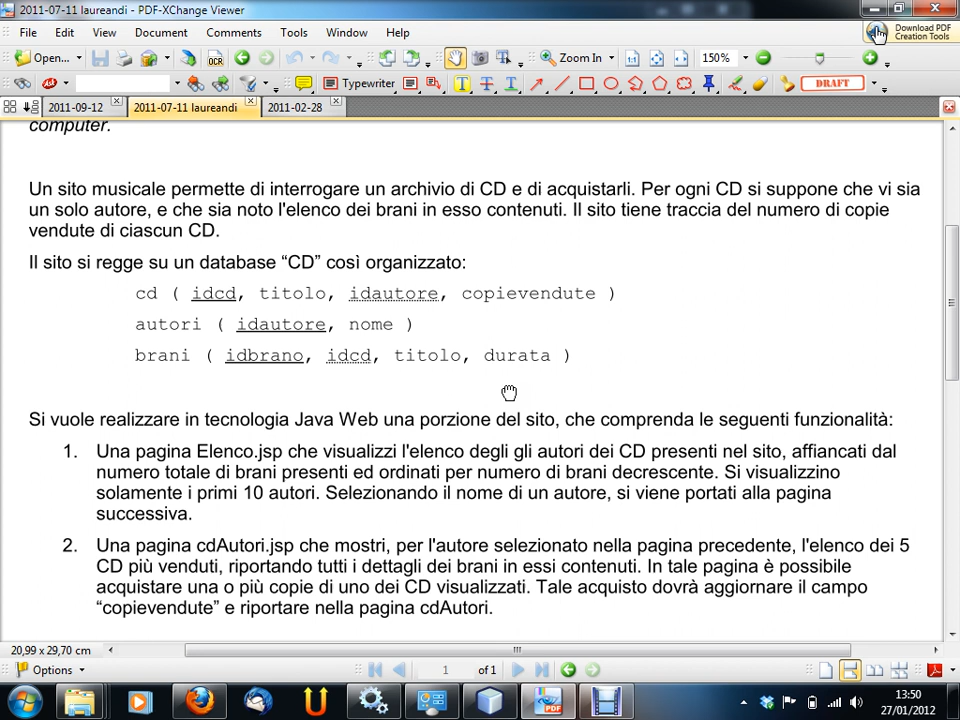 2011-07-11 laureandi - PDF-XChange Viewer
File Edit View Document Comments Tools Window Help
Download PDF
Creation Tools
Open... OCR Zoom In 150%
Typewriter DRAFT
2011-09-12 2011-07-11 laureandi 2011-02-28
computer.
Un sito musicale permette di interrogare un archivio di CD e di acquistarli. Per ogni CD si suppone che vi sia
un solo autore, e che sia noto l'elenco dei brani in esso contenuti. Il sito tiene traccia del numero di copie
vendute di ciascun CD.
Il sito si regge su un database “CD” così organizzato:
cd ( idcd, titolo, idautore, copievendute )
autori ( idautore, nome )
brani ( idbrano, idcd, titolo, durata )
Si vuole realizzare in tecnologia Java Web una porzione del sito, che comprenda le seguenti funzionalità:
1. Una pagina Elenco.jsp che visualizzi l'elenco degli gli autori dei CD presenti nel sito, affiancati dal
numero totale di brani presenti ed ordinati per numero di brani decrescente. Si visualizzino
solamente i primi 10 autori. Selezionando il nome di un autore, si viene portati alla pagina
successiva.
2. Una pagina cdAutori.jsp che mostri, per l'autore selezionato nella pagina precedente, l'elenco dei 5
CD più venduti, riportando tutti i dettagli dei brani in essi contenuti. In tale pagina è possibile
acquistare una o più copie di uno dei CD visualizzati. Tale acquisto dovrà aggiornare il campo
“copievendute” e riportare nella pagina cdAutori.
20,99 x 29,70 cm
Options 1 of 1
PDF
13:50
27/01/2012